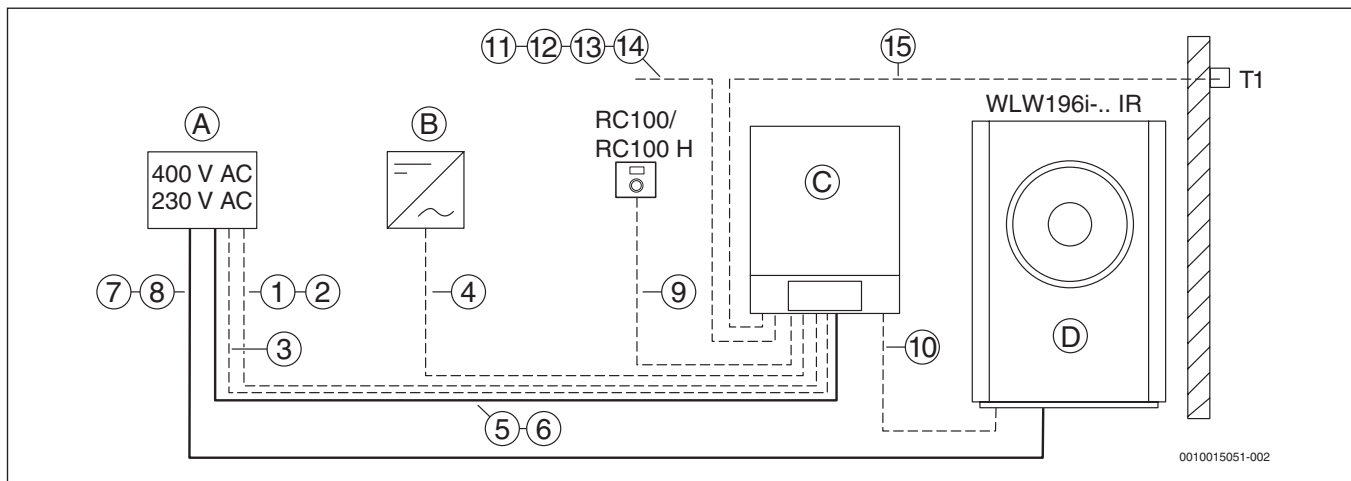 11 12 13 14
15
T1
WLW196i-.. IR
RC100/
RC100 H
A
B
400 V AC
230 V AC
C
7 8
1 2
4
9
3
10
D
5 6
0010015051-002